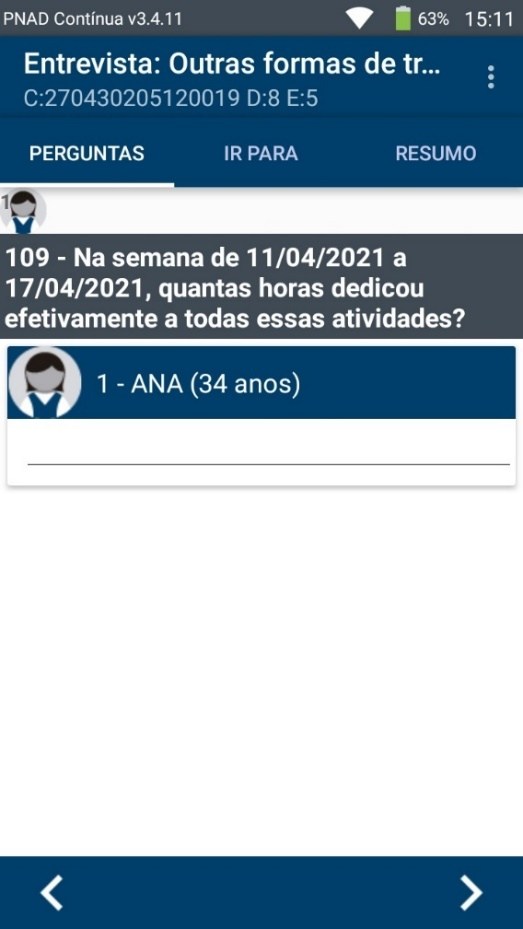 PNAD Contínua v3.4.11 63% 15:11
Entrevista: Outras formas de tr...
C:270430205120019 D:8 E:5
PERGUNTAS IR PARA RESUMO
1
109 - Na semana de 11/04/2021 a
17/04/2021, quantas horas dedicou
efetivamente a todas essas atividades?
1 - ANA (34 anos)